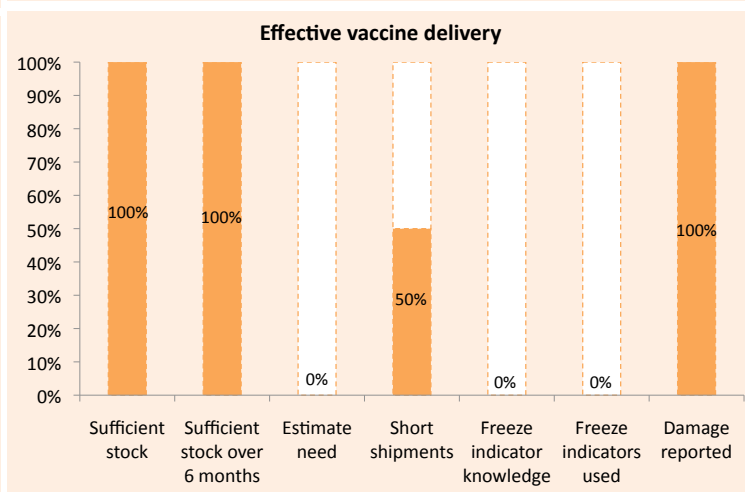 Effective vaccine delivery
100%
90%
80%
70%
60%
50%
40%
30%
20%
10%
0%
100%
100%
0%
50%
0%
0%
100%
Sufficient
stock
Sufficient
stock over
6 months
Estimate
need
Short
shipments
Freeze
indicator
knowledge
Freeze
indicators
used
Damage
reported